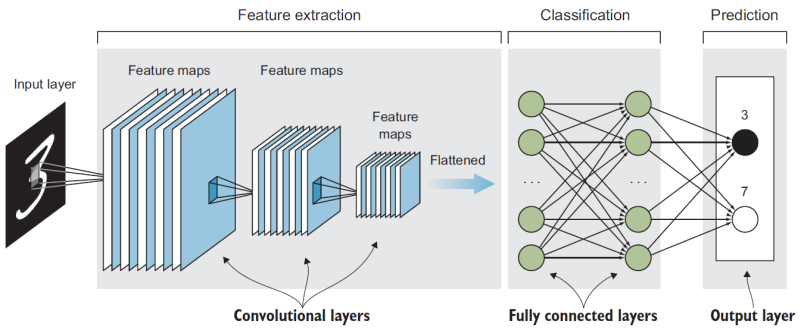 Feature extraction
Classification
Prediction
Input layer
Feature maps
Feature maps
Feature
maps
Flattened
3
7
. . .
. . .
Convolutional layers
Fully connected layers
Output layer